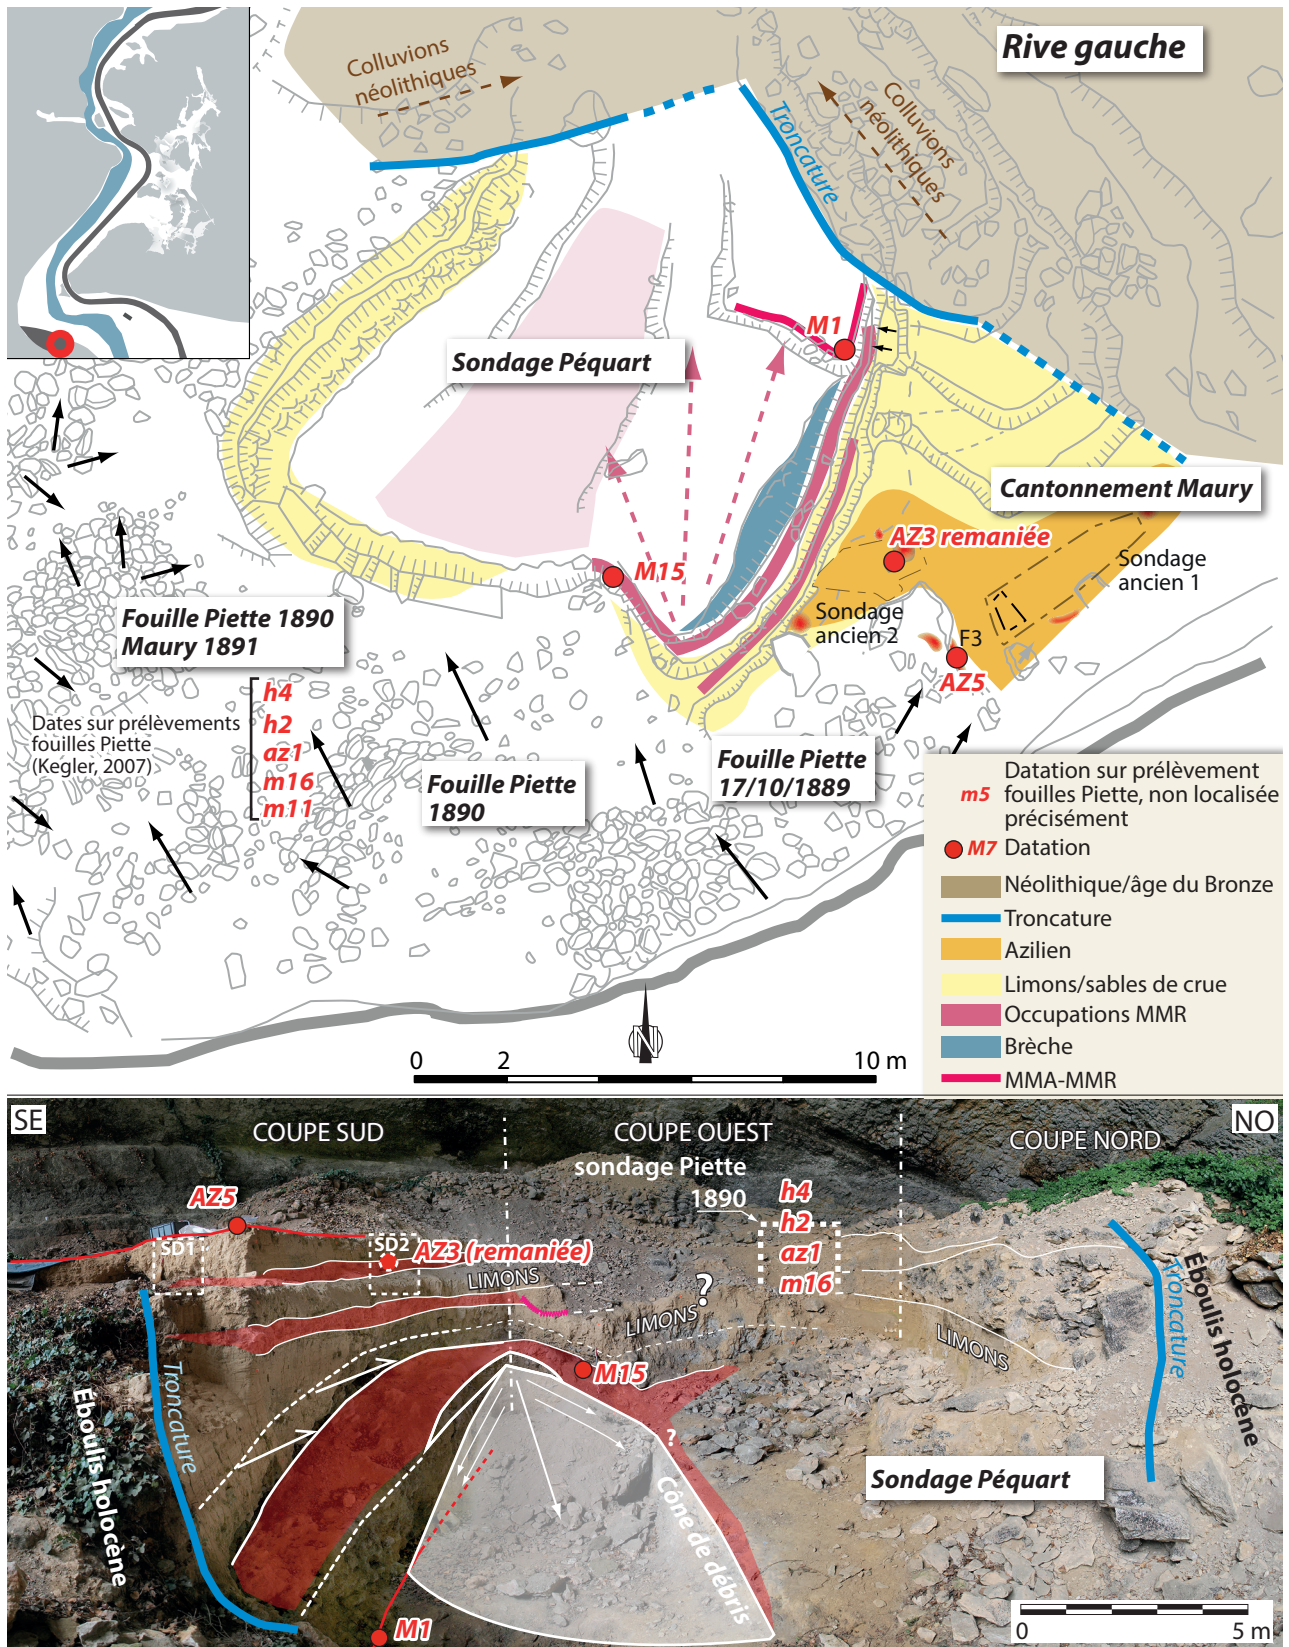 Rive gauche
Colluvions
néolithiques
Troncature
Colluvions
néolithiques
M1
Sondage Péquart
Cantonnement Maury
AZ3 remaniée
Sondage
ancien 1
M15
Sondage
ancien 2
F3
AZ5
Fouille Piette 1890
Maury 1891
Dates sur prélèvements
fouilles Piette
(Kegler, 2007)
h4
h2
az1
m16
m11
Fouille Piette
1890
Fouille Piette
17/10/1889
m5 Datation sur prélèvement
fouilles Piette, non localisée
précisément
M7 Datation
Néolithique/âge du Bronze
Troncature
Azilien
Limons/sables de crue
Occupations MMR
Brèche
MMA-MMR
N
0 2 10 m
SE
NO
COUPE SUD
COUPE OUEST
COUPE NORD
sondage Piette
1890
h4
h2
az1
m16
AZ5
SD1
SD2
AZ3 (remaniée)
LIMONS
?
LIMONS
LIMONS
M15
?
Troncature
Eboulis holocène
Troncature
Eboulis holocène
Cône de débris
Sondage Péquart
M1
0 5 m